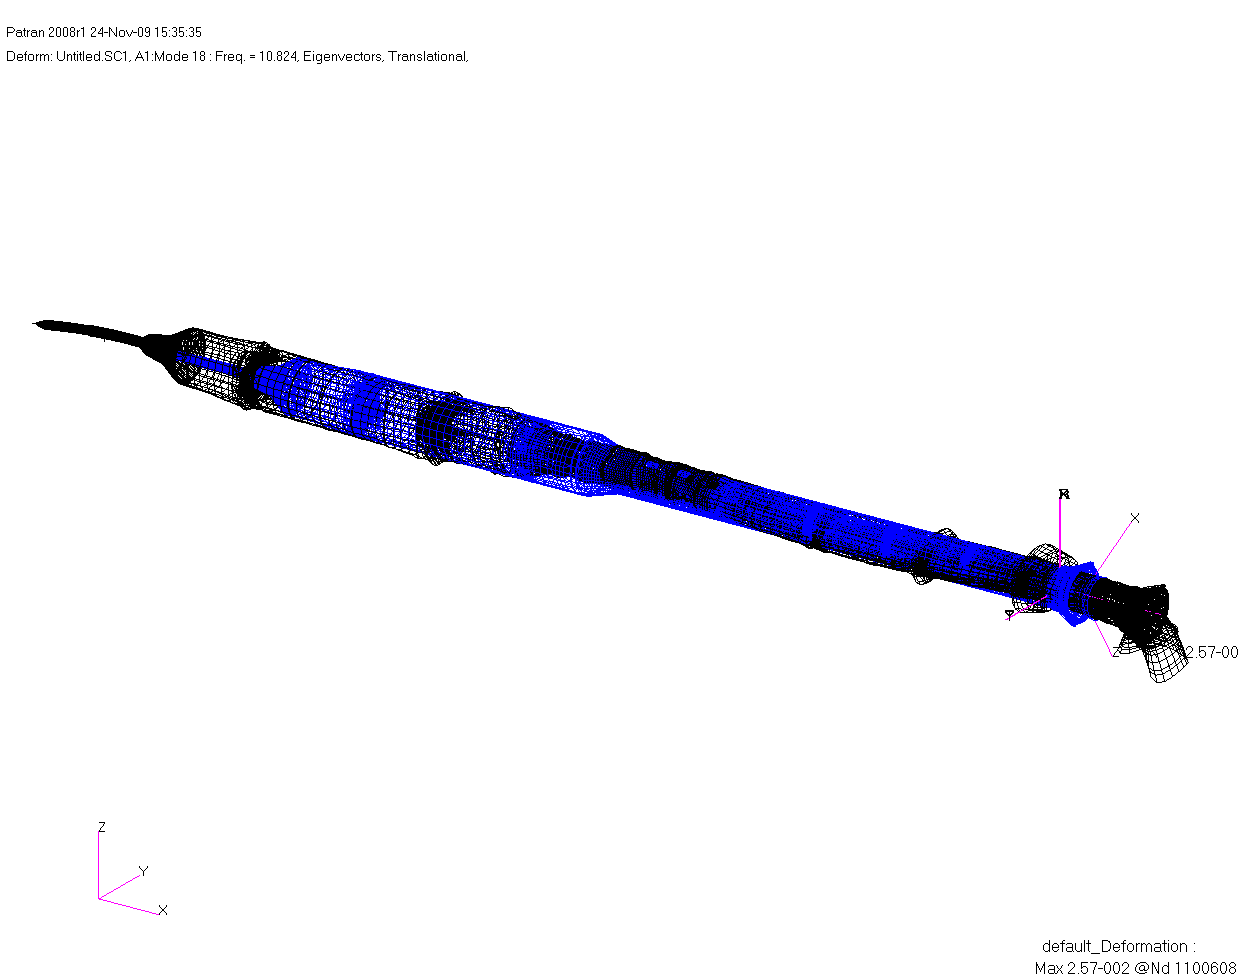 Patran 2008r1 24-Nov-09 15:35:35
Deform: Untitled.SC1, A1:Mode 18 : Freq. = 10.824, Eigenvectors, Translational,
X
Z
2.57-00
Z
Y
X
default_Deformation :
Max 2.57-002 @Nd 1100608